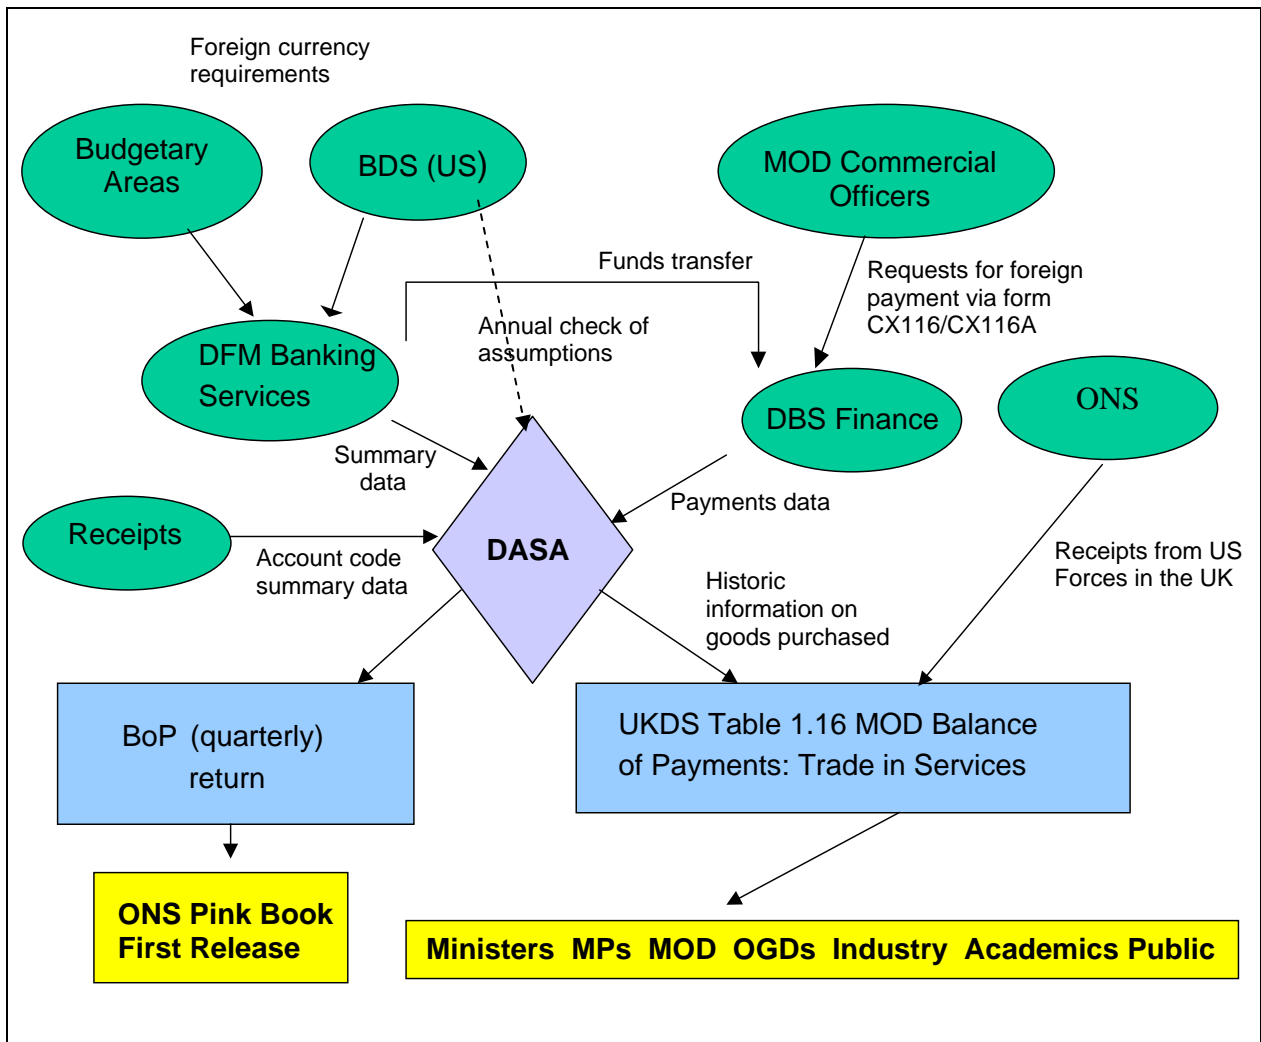 Foreign currency
requirements
Budgetary
Areas
BDS (US)
MOD Commercial
Officers
Funds transfer
Requests for foreign
payment via form
CX116/CX116A
Annual check of
assumptions
DFM Banking
Services
DBS Finance
ONS
Summary
data
Payments data
Receipts
Account code
summary data
DASA
Receipts from US
Forces in the UK
Historic
information on
goods purchased
BoP (quarterly)
return
UKDS Table 1.16 MOD Balance
of Payments: Trade in Services
ONS Pink Book
First Release
Ministers MPs MOD OGDs Industry Academics Public